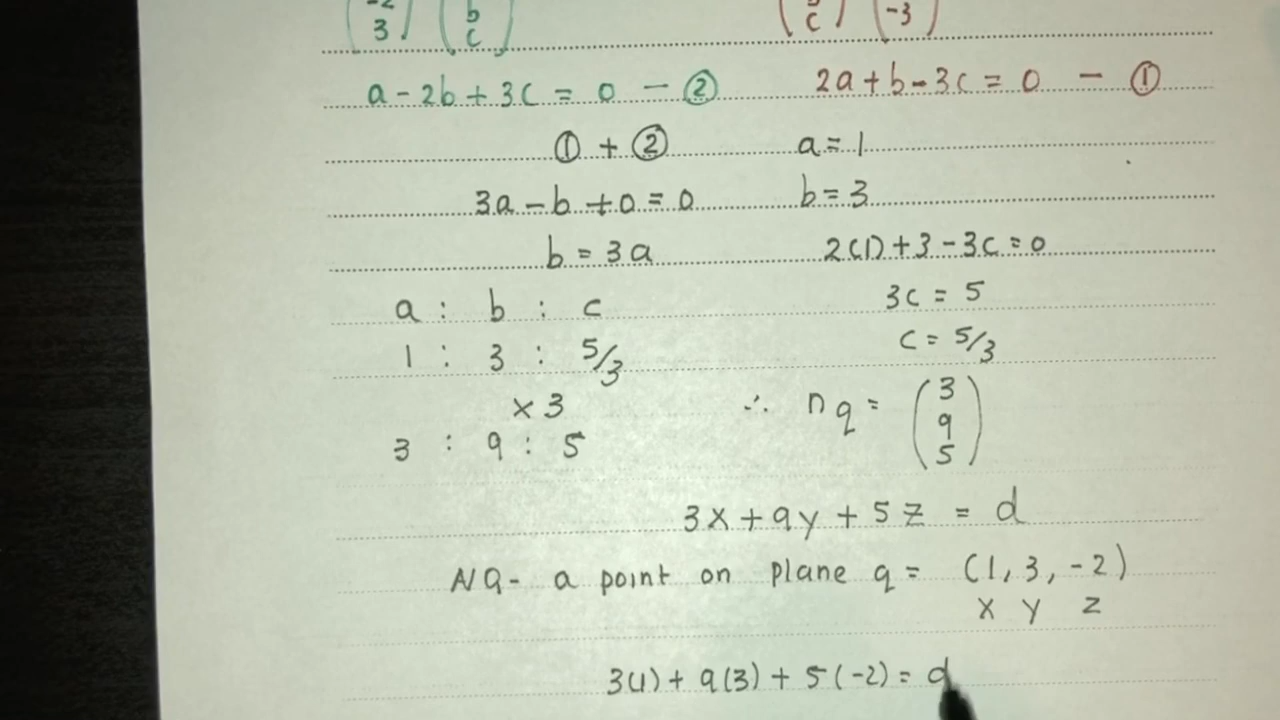 3 b c c -3
a - 2b + 3c = 0 - ② 2a + b - 3c = 0 - ①
① + ② a = 1
3a - b + 0 = 0 b = 3
b = 3a 2(1) + 3 - 3c = 0
a : b : c 3c = 5
1 : 3 : 5/3 c = 5/3
×3 ∴ nq = (3 9 5)
3 : 9 : 5
3x + 9y + 5z = d
NQ - a point on plane q = (1, 3, -2)
x y z
3(1) + 9(3) + 5(-2) = d